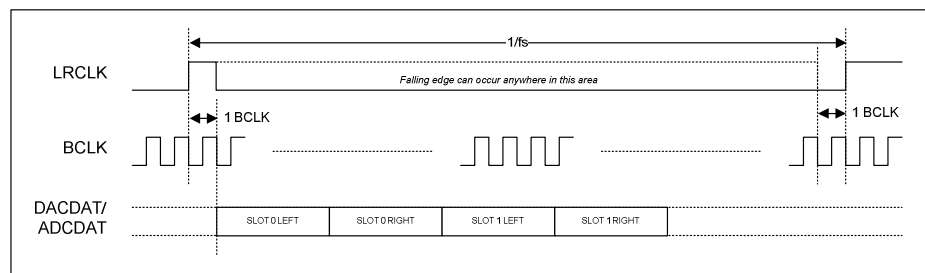 1/fs
LRCLK
Falling edge can occur anywhere in this area
1 BCLK
1 BCLK
BCLK
DACDAT/
ADCDAT
SLOT 0 LEFT
SLOT 0 RIGHT
SLOT 1 LEFT
SLOT 1 RIGHT